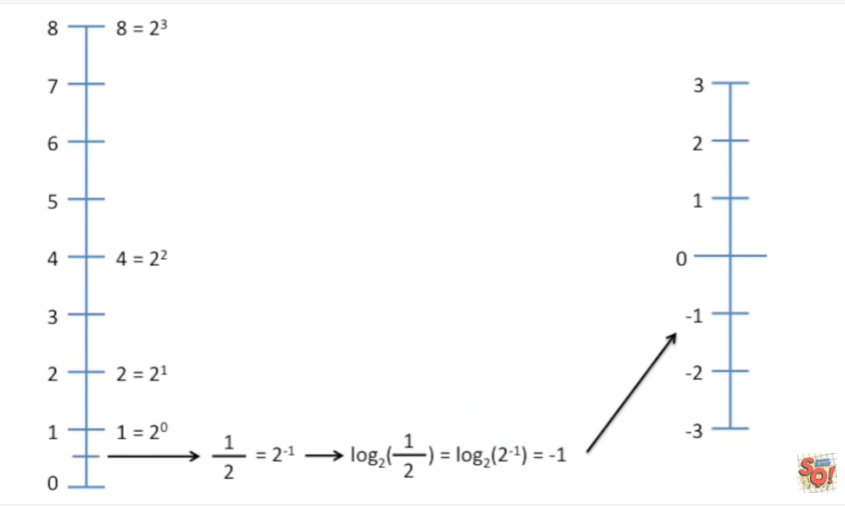 8 8 = 2³
7
6
5
4 4 = 2²
3
2 2 = 2¹
1 1 = 2⁰
0
1/2 = 2⁻¹ → log₂(1/2) = log₂(2⁻¹) = -1
3
2
1
0
-1
-2
-3
SQ!